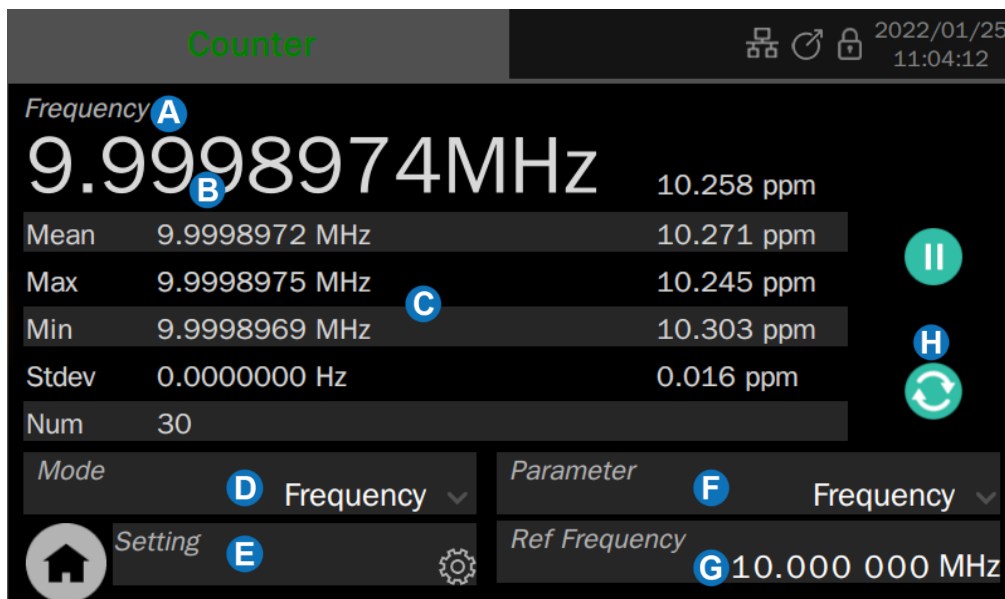 Counter
2022/01/25
11:04:12
Frequency A
9.9998974MHz 10.258 ppm
B
Mean 9.9998972 MHz 10.271 ppm
Max 9.9998975 MHz 10.245 ppm
C
Min 9.9998969 MHz 10.303 ppm
H
Stdev 0.0000000 Hz 0.016 ppm
Num 30
Mode
D Frequency
Parameter
F Frequency
Setting E
Ref Frequency
G 10.000 000 MHz